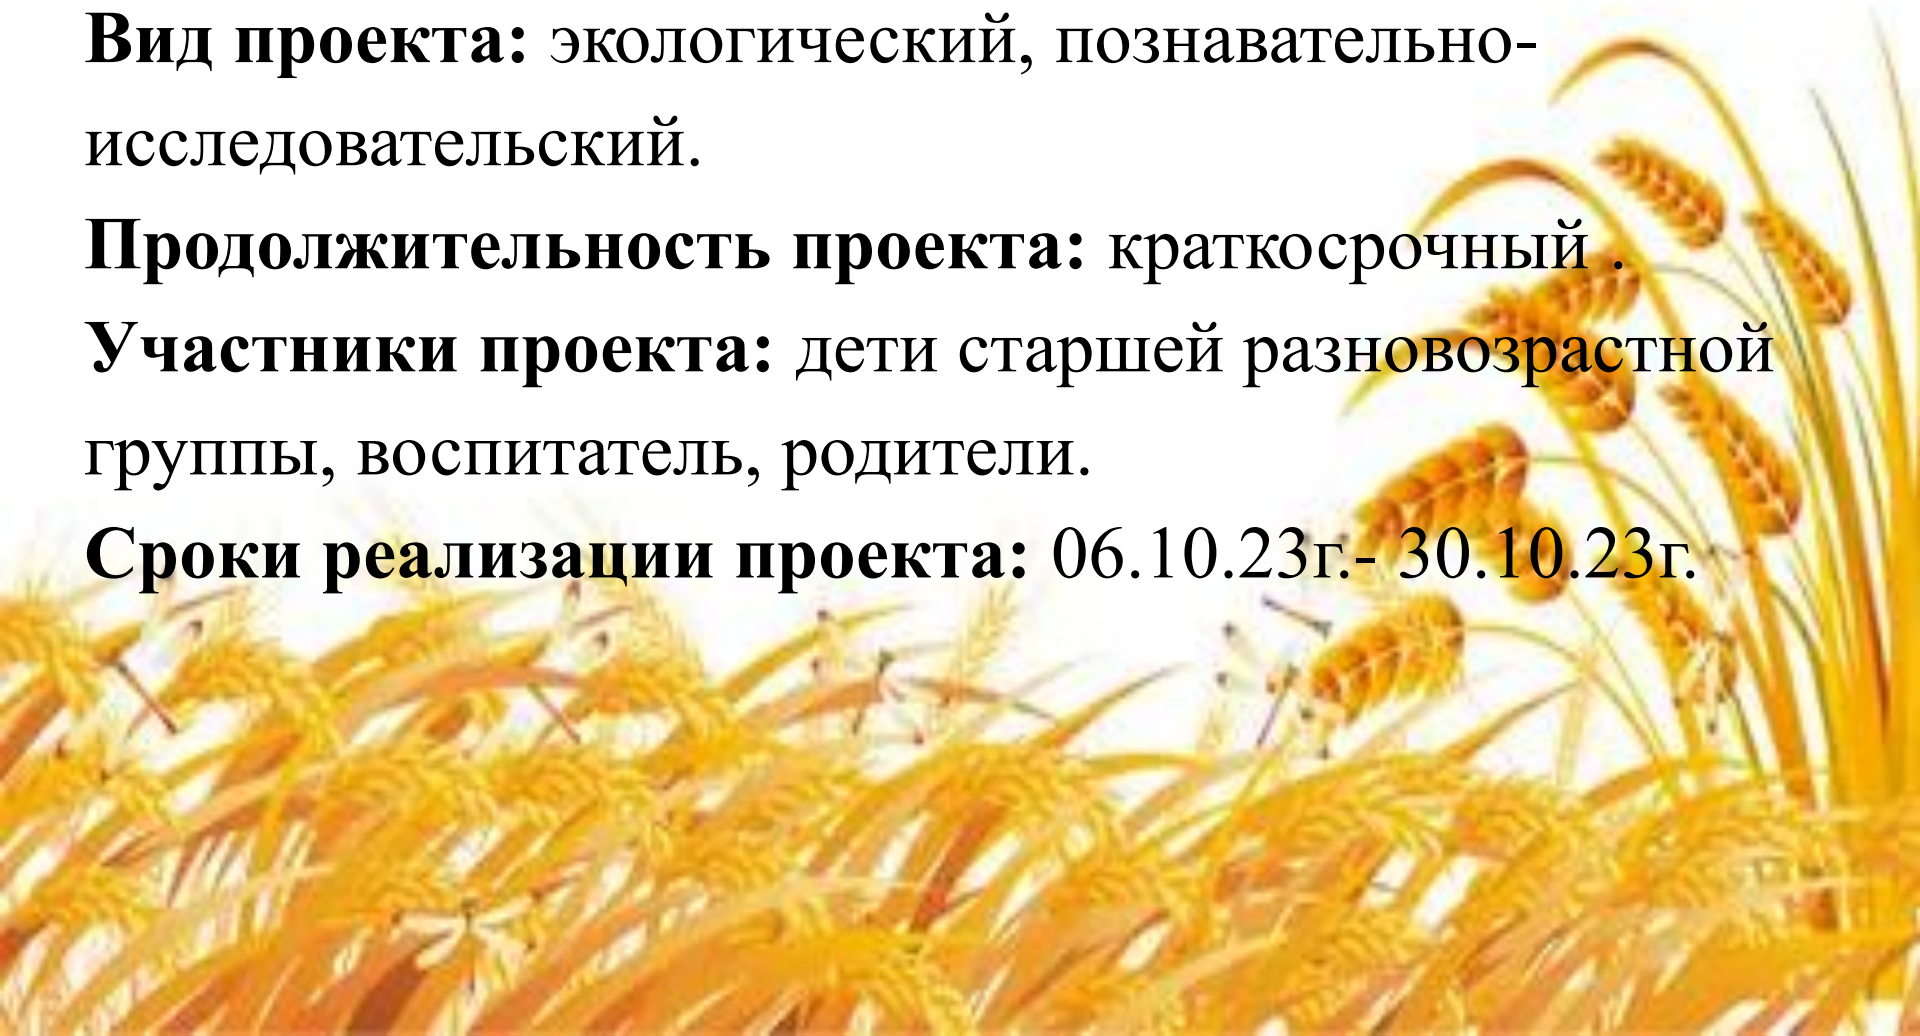 Вид проекта: экологический, познавательно-
исследовательский.
Продолжительность проекта: краткосрочный .
Участники проекта: дети старшей разновозрастной
группы, воспитатель, родители.
Сроки реализации проекта: 06.10.23г.- 30.10.23г.